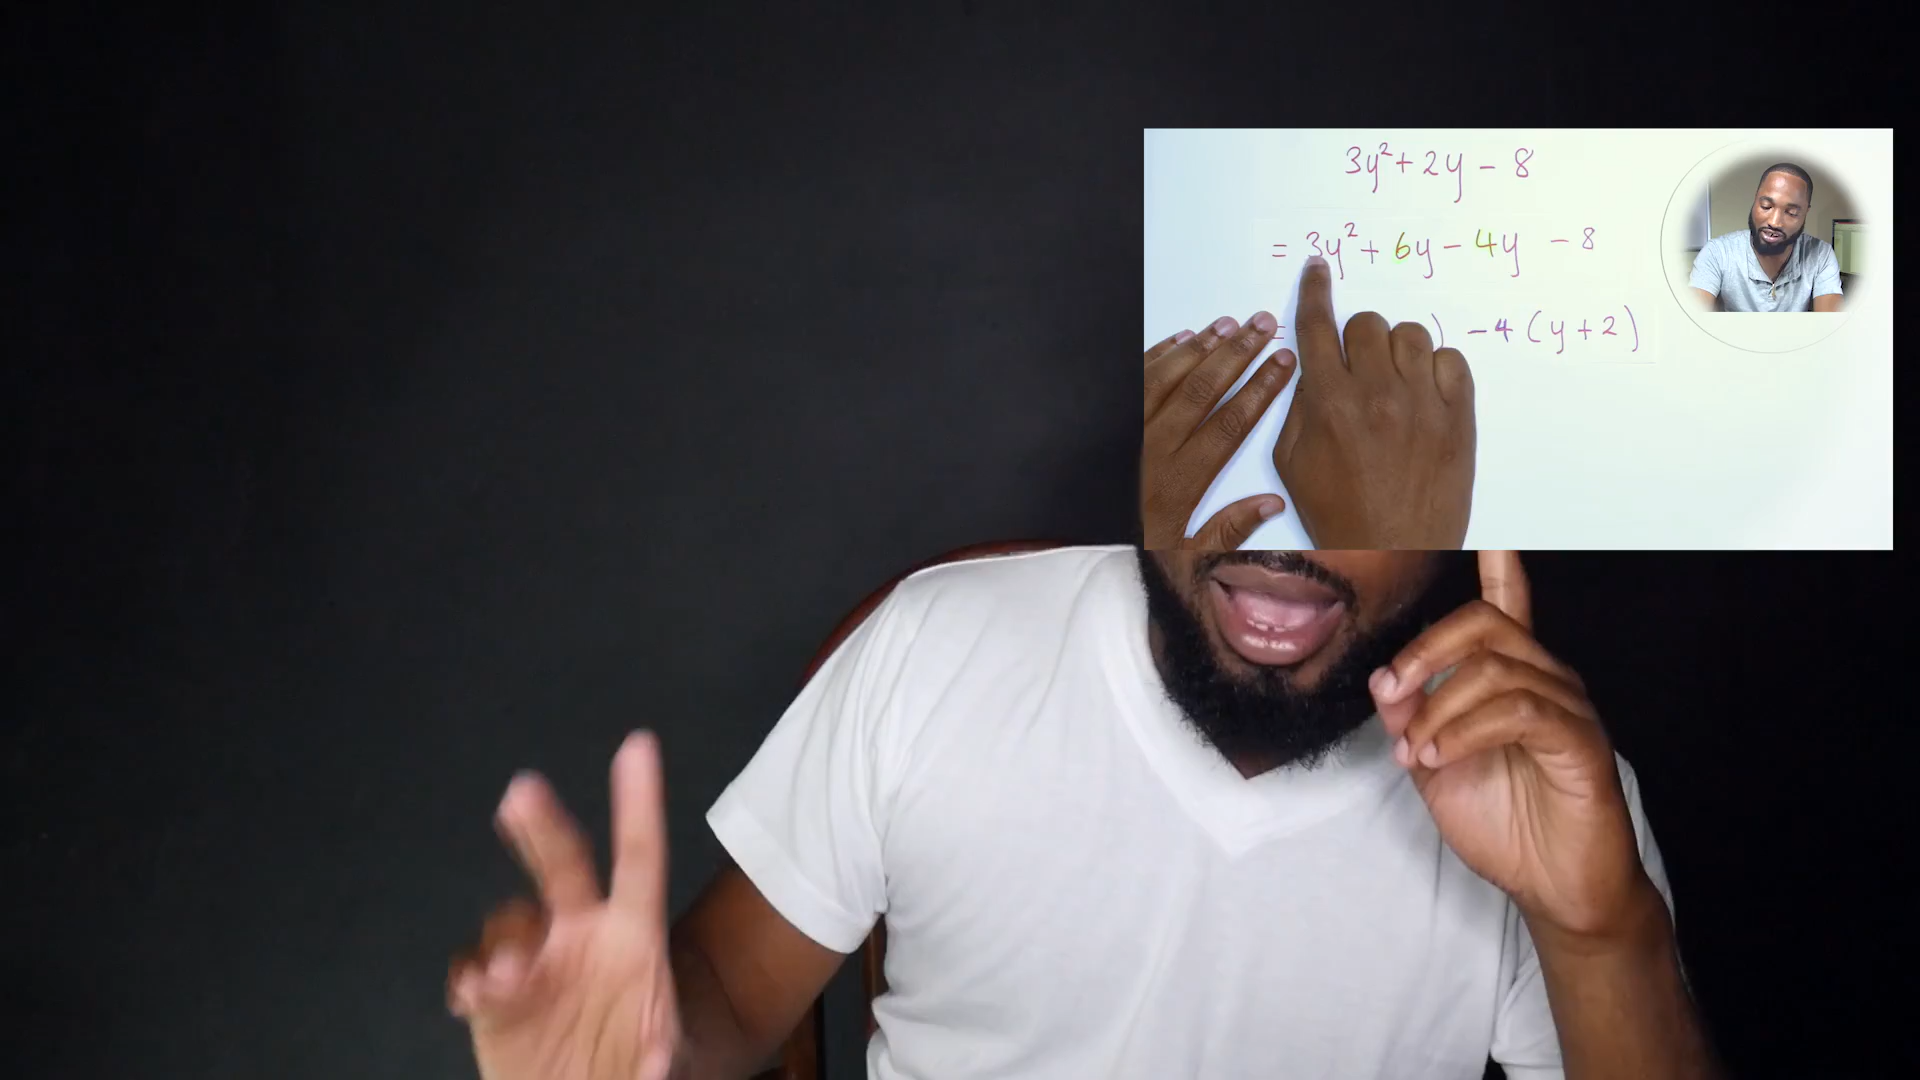 3y²+ 2y - 8
= 3y²+ 6y - 4y - 8
= ) -4 (y+2)